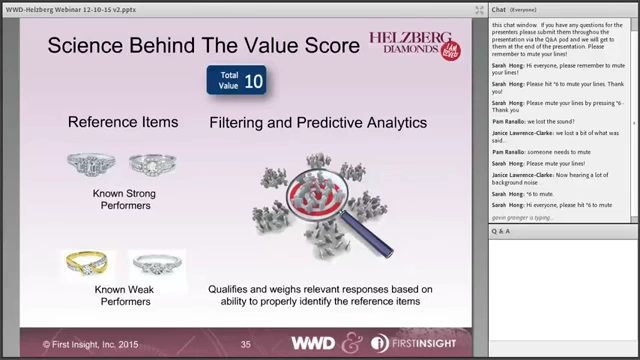 WWD-Helzberg Webinar 12-10-15 v2.pptx
Science Behind The Value Score
HELZBERG
DIAMONDS
I AM
LOVED
Total
Value 10
Reference Items
Known Strong
Performers
Known Weak
Performers
Filtering and Predictive Analytics
Qualifies and weighs relevant responses based on
ability to properly identify the reference items
© First Insight, Inc, 2015
35
WWD & FIRSTINSIGHT
Chat (Everyone)
this chat window. If you have any questions for the
presenters please submit them throughout the
presentation via the Q&A pod and we will get to
them at the end of the presentation. Please
remember to mute your lines!
Sarah Hong: Hi everyone, please remember to mute
your lines!
Sarah Hong: Please hit *6 to mute your lines. Thank
you!
Sarah Hong: Please mute your lines by pressing *6 -
Thank you
Pam Ranallo: we lost the sound?
Janice Lawrence-Clarke: we lost a bit of what was
said..
Pam Ranallo: someone needs to mute
Sarah Hong: Please mute your lines!
Janice Lawrence-Clarke: Now hearing a lot of
background noise
Sarah Hong: *6 to mute.
Sarah Hong: Hi everyone, please hit *6 to mute
gavin grainger is typing...
Q & A